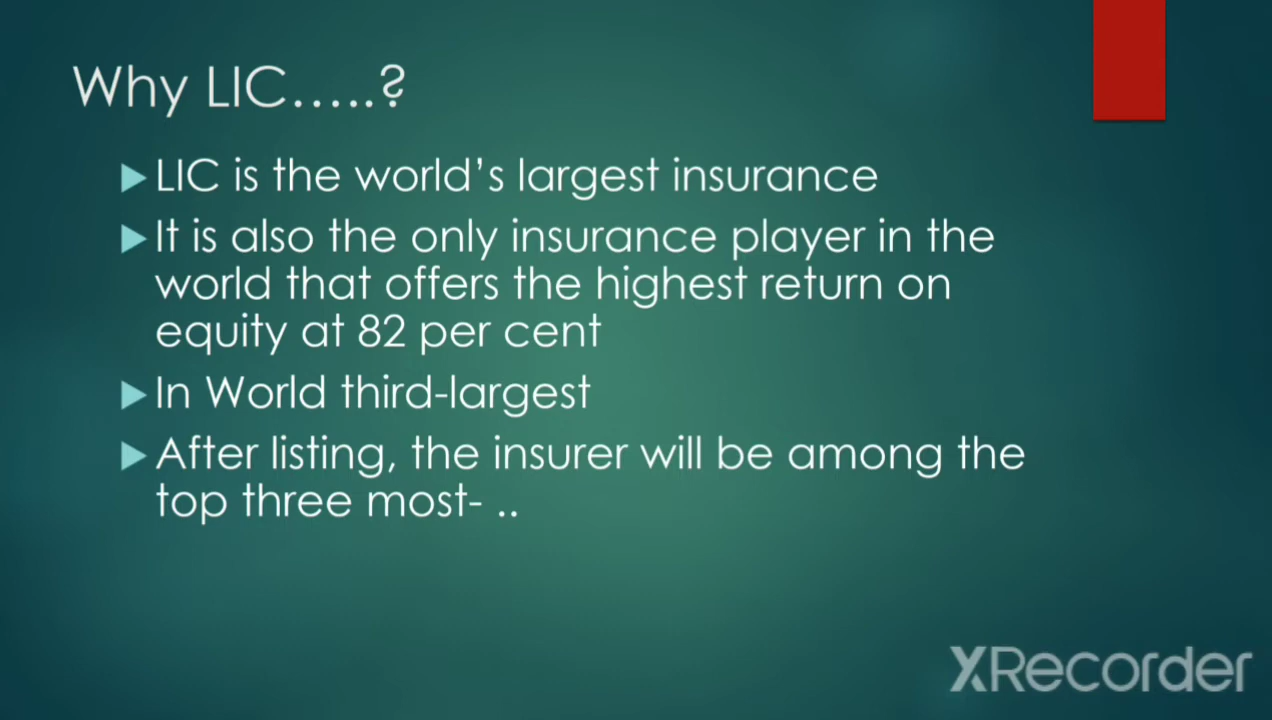 Why LIC.....?
LIC is the world's largest insurance
It is also the only insurance player in the
world that offers the highest return on
equity at 82 per cent
In World third-largest
After listing, the insurer will be among the
top three most- ..
XRecorder